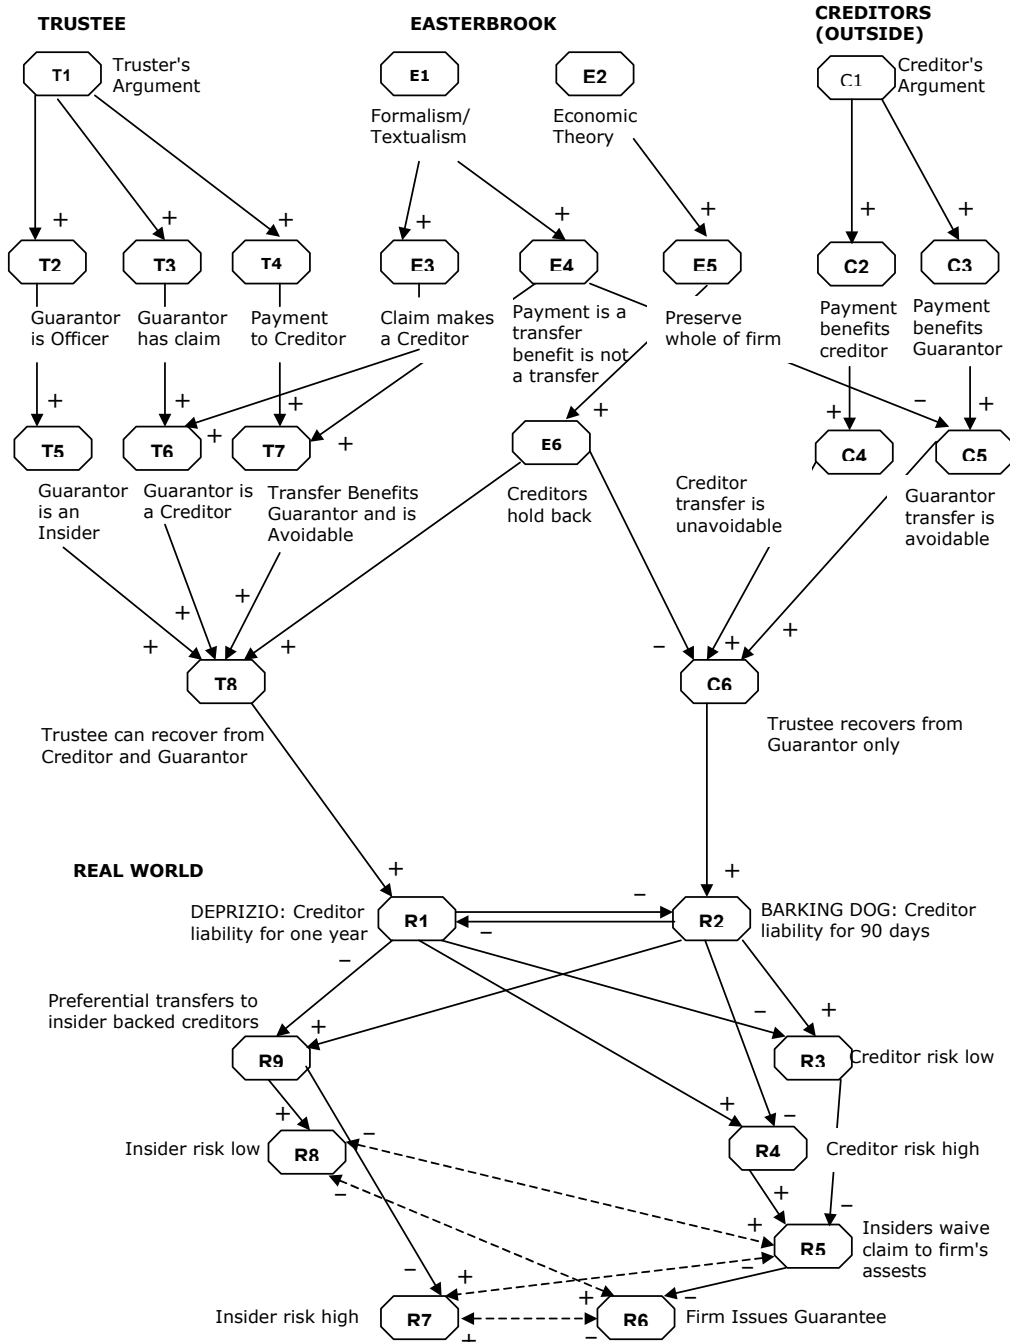 TRUSTEE
EASTERBROOK
CREDITORS
(OUTSIDE)
T1
Truster's
Argument
E1
E2
C1
Creditor's
Argument
Formalism/
Textualism
Economic
Theory
+
+
+
+
+
+
+
+
T2
T3
T4
E3
E4
E5
C2
C3
Guarantor
is Officer
Guarantor
has claim
Payment
to Creditor
Claim makes
a Creditor
Payment is a
transfer
benefit is not
a transfer
Preserve
whole of firm
Payment
benefits
creditor
Payment
benefits
Guarantor
+
+
+
+
+
+
+
−
+
T5
T6
T7
E6
C4
C5
Guarantor
is an
Insider
Guarantor is
a Creditor
Transfer Benefits
Guarantor and is
Avoidable
Creditors
hold back
Creditor
transfer is
unavoidable
Guarantor
transfer is
avoidable
+
+
+
+
−
+
+
T8
C6
Trustee can recover from
Creditor and Guarantor
Trustee recovers from
Guarantor only
REAL WORLD
+
+
DEPRIZIO: Creditor
liability for one year
R1
−
−
R2
BARKING DOG: Creditor
liability for 90 days
−
Preferential transfers to
insider backed creditors
+
−
+
R9
R3
Creditor risk low
+
+
−
Insider risk low
R8
−
−
R4
Creditor risk high
+
−
+
R5
Insiders waive
claim to firm's
assests
−
−
+
+
−
Insider risk high
R7
+
−
R6
Firm Issues Guarantee